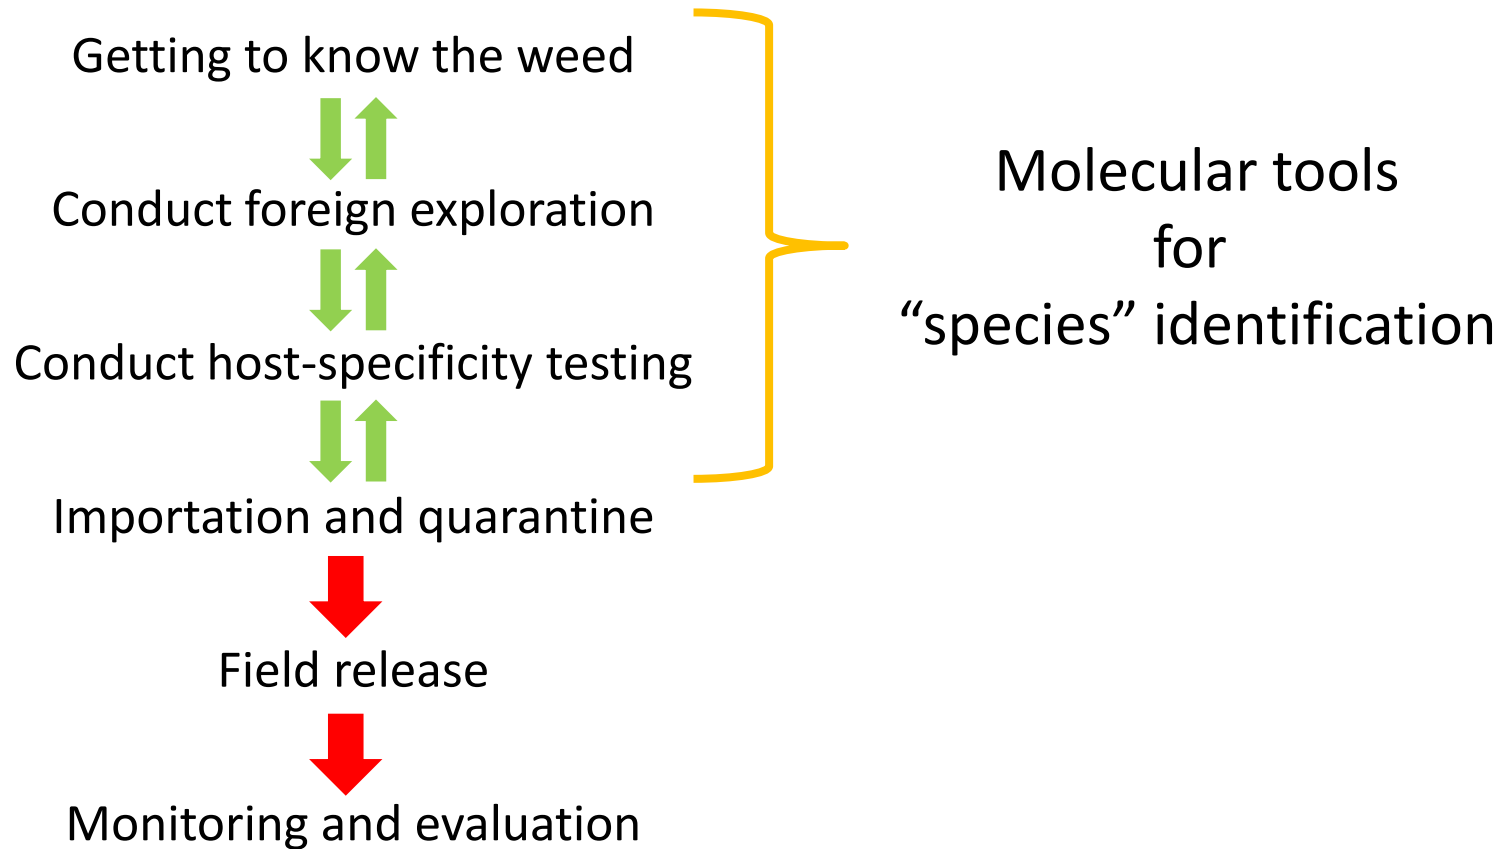 Getting to know the weed
Conduct foreign exploration
Conduct host-specificity testing
Importation and quarantine
Field release
Monitoring and evaluation
Molecular tools
for
“species” identification